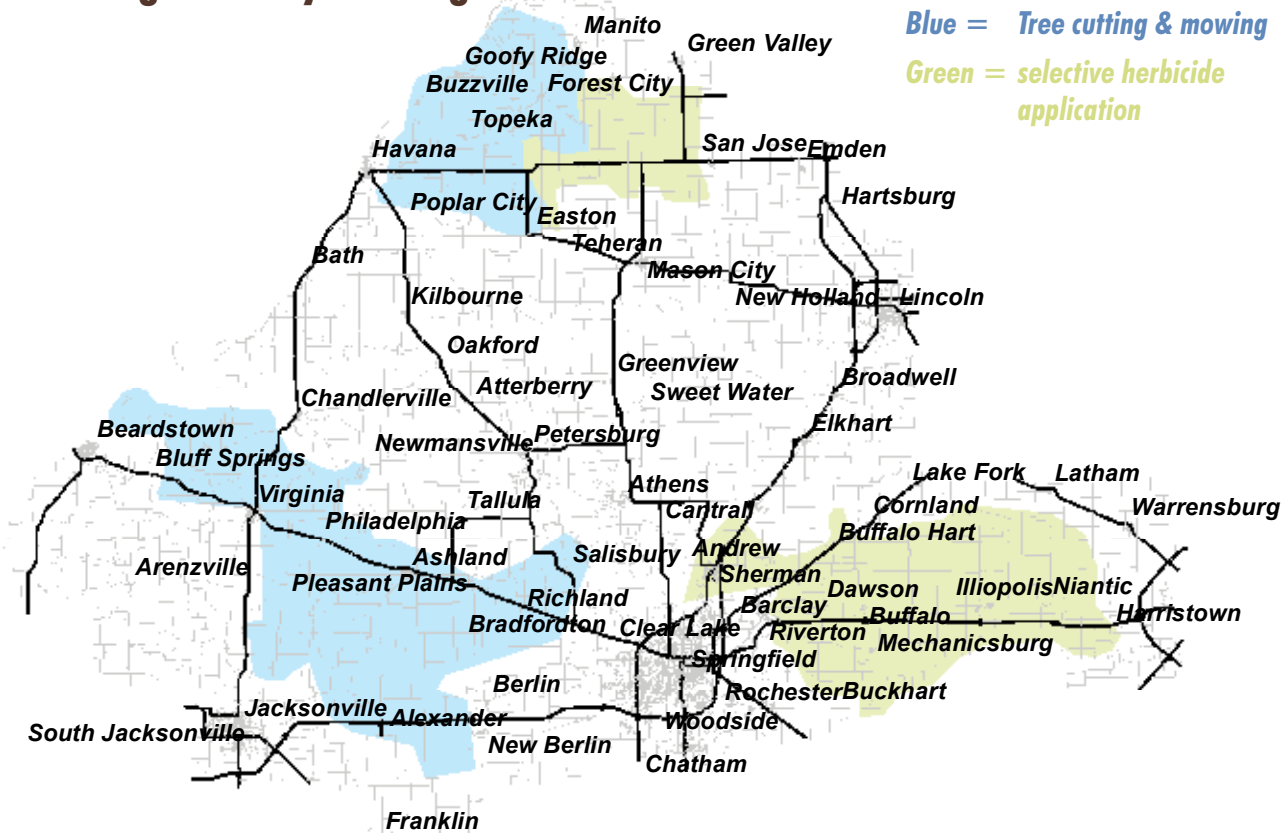 Manito
Blue = Tree cutting & mowing
Green Valley
Goofy Ridge
Buzzville
Forest City
Green = selective herbicide
application
Topeka
Havana
San Jose
Emden
Poplar City
Hartsburg
Easton
Teheran
Bath
Mason City
Kilbourne
New Holland
Lincoln
Oakford
Greenview
Atterberry
Sweet Water
Broadwell
Chandlerville
Elkhart
Beardstown
Newmansville
Petersburg
Bluff Springs
Lake Fork
Latham
Athens
Virginia
Tallula
Cantrall
Cornland
Warrensburg
Philadelphia
Buffalo Hart
Ashland
Salisbury
Andrew
Arenzville
Sherman
Pleasant Plains
Dawson
Illiopolis
Niantic
Richland
Barclay
Buffalo
Harristown
Bradfordton
Clear Lake
Riverton
Mechanicsburg
Springfield
Berlin
Rochester
Buckhart
Jacksonville
Alexander
Woodside
South Jacksonville
New Berlin
Chatham
Franklin